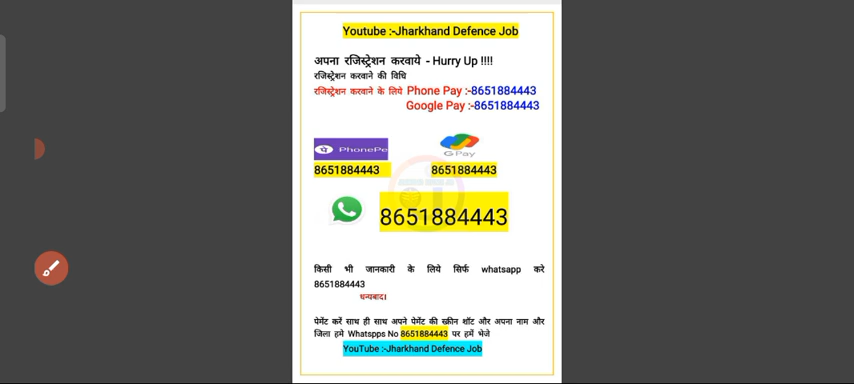 Youtube :-Jharkhand Defence Job
अपना रजिस्ट्रेशन करवाये - Hurry Up !!!!
रजिस्ट्रेशन करवाने की विधि
रजिस्ट्रेशन करवाने के लिये Phone Pay :-8651884443
Google Pay :-8651884443
पे PhonePe
G Pay
8651884443
8651884443
8651884443
किसी भी जानकारी के लिये सिर्फ whatsapp करे
8651884443
धन्यबाद।
पेमेंट करें साथ ही साथ अपने पेमेंट की स्क्रीन शॉट और अपना नाम और
जिला हमे Whatspps No 8651884443 पर हमें भेजे
YouTube :-Jharkhand Defence Job